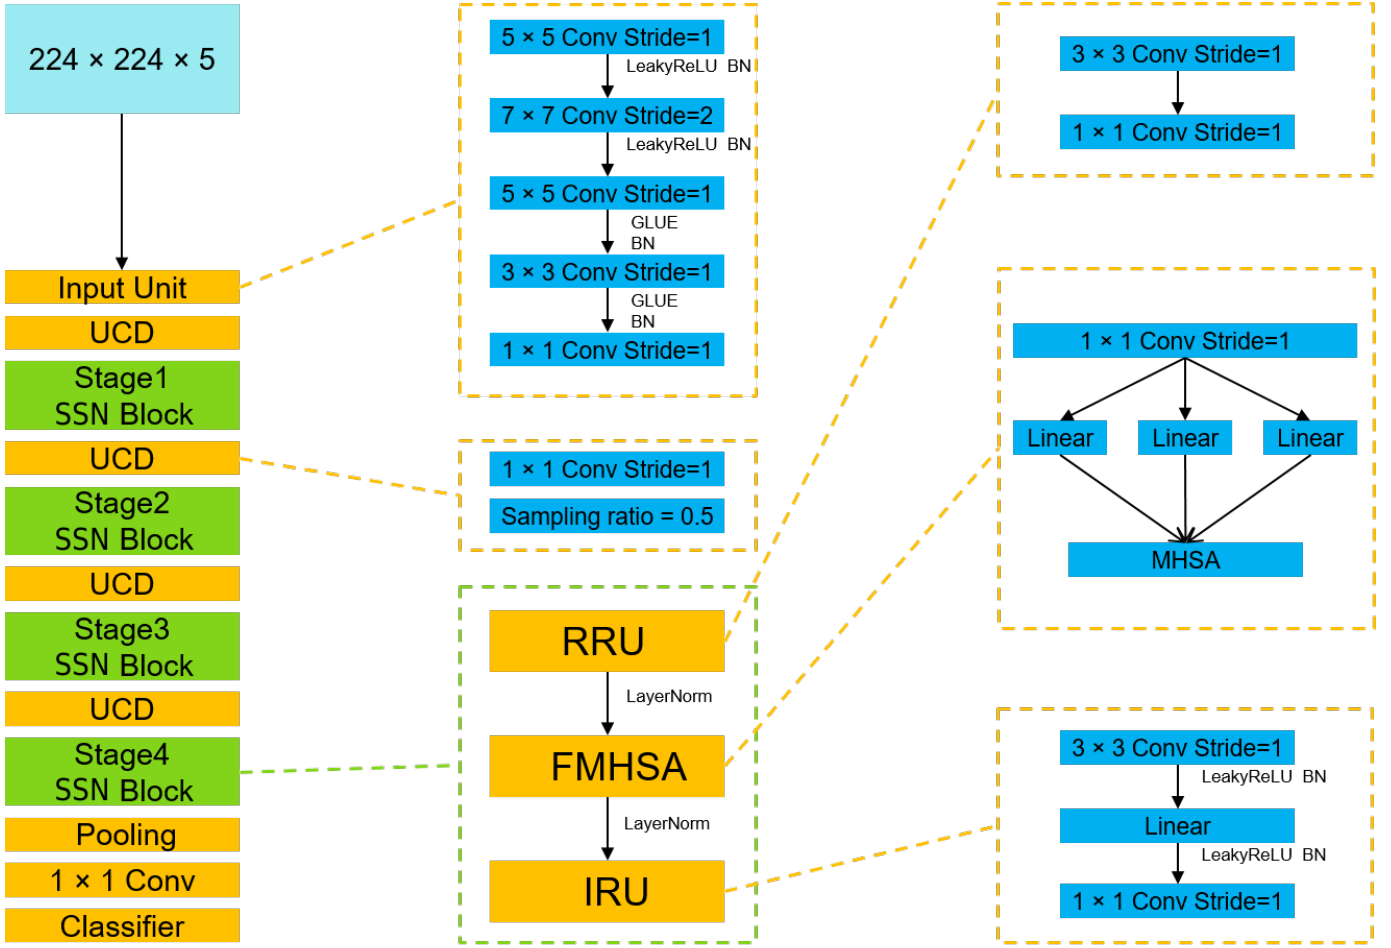 224 × 224 × 5
Input Unit
UCD
Stage1
SSN Block
UCD
Stage2
SSN Block
UCD
Stage3
SSN Block
UCD
Stage4
SSN Block
Pooling
1 × 1 Conv
Classifier
5 × 5 Conv Stride=1
LeakyReLU BN
7 × 7 Conv Stride=2
LeakyReLU BN
5 × 5 Conv Stride=1
GLUE
BN
3 × 3 Conv Stride=1
GLUE
BN
1 × 1 Conv Stride=1
1 × 1 Conv Stride=1
Sampling ratio = 0.5
RRU
LayerNorm
FMHSA
LayerNorm
IRU
3 × 3 Conv Stride=1
1 × 1 Conv Stride=1
1 × 1 Conv Stride=1
Linear Linear Linear
MHSA
3 × 3 Conv Stride=1
LeakyReLU BN
Linear
LeakyReLU BN
1 × 1 Conv Stride=1